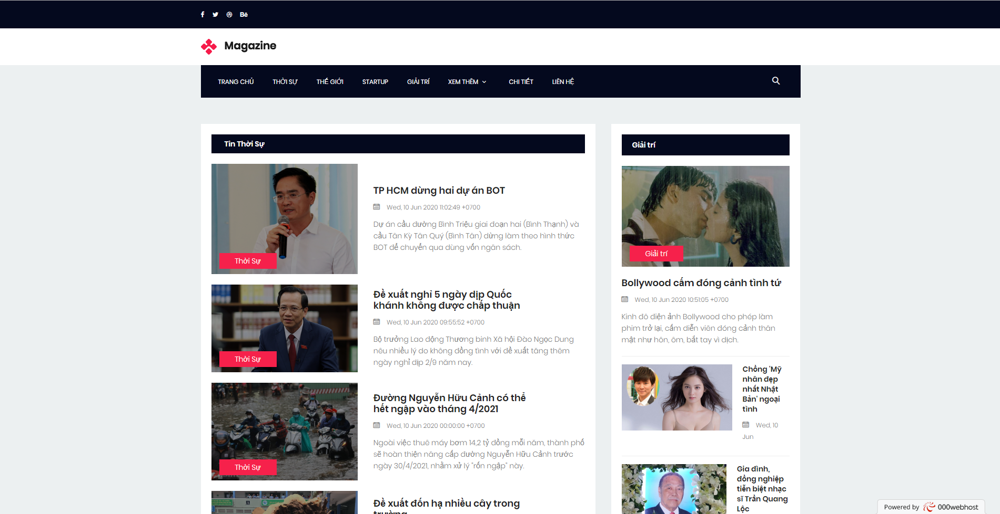 Bē
Magazine
TRANG CHỦ THỜI SỰ THẾ GIỚI STARTUP GIẢI TRÍ XEM THÊM CHI TIẾT LIÊN HỆ
Tin Thời Sự
Thời Sự
TP HCM dừng hai dự án BOT
Wed, 10 Jun 2020 11:02:49 +0700
Dự án cầu đường Bình Triệu giai đoạn hai (Bình Thạnh) và
cầu Tân Kỳ Tân Quý (Bình Tân) dừng làm theo hình thức
BOT để chuyển qua dùng vốn ngân sách.
Thời Sự
Đề xuất nghỉ 5 ngày dịp Quốc
khánh không được chấp thuận
Wed, 10 Jun 2020 09:55:52 +0700
Bộ trưởng Lao động Thương binh Xã hội Đào Ngọc Dung
nêu nhiều lý do không đồng tình với đề xuất tăng thêm
ngày nghỉ dịp 2/9 năm nay.
Thời Sự
Đường Nguyễn Hữu Cảnh có thể
hết ngập vào tháng 4/2021
Wed, 10 Jun 2020 00:00:00 +0700
Ngoài việc thuê máy bơm 14,2 tỷ đồng mỗi năm, thành phố
sẽ hoàn thiện nâng cấp đường Nguyễn Hữu Cảnh trước
ngày 30/4/2021, nhằm xử lý "rốn ngập" này.
Đề xuất đốn hạ nhiều cây trong
trường
Giải trí
Giải trí
Bollywood cấm đóng cảnh tình tứ
Wed, 10 Jun 2020 10:51:05 +0700
Kinh đô điện ảnh Bollywood cho phép làm
phim trở lại, cấm diễn viên đóng cảnh thân
mật như hôn, ôm, bắt tay vì dịch.
Chồng 'Mỹ
nhân đẹp
nhất Nhật
Bản' ngoại
tình
Wed, 10
Jun
Gia đình,
đồng nghiệp
tiễn biệt nhạc
sĩ Trần Quang
Lộc
Powered by 000webhost